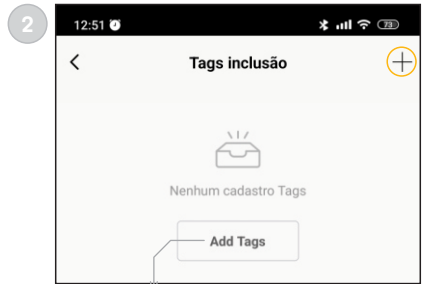 2
12:51
73
Tags inclusão
Nenhum cadastro Tags
Add Tags